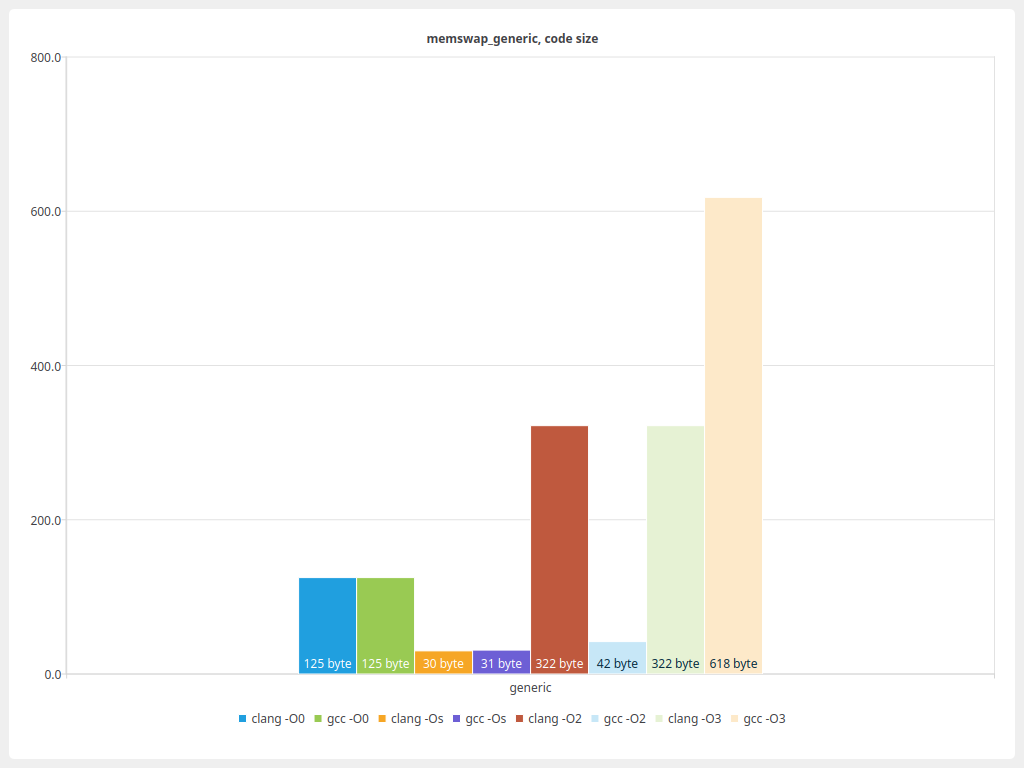 memswap_generic, code size
800.0
600.0
400.0
200.0
0.0
125 byte 125 byte 30 byte 31 byte 322 byte 42 byte 322 byte 618 byte
generic
clang -O0 gcc -O0 clang -Os gcc -Os clang -O2 gcc -O2 clang -O3 gcc -O3